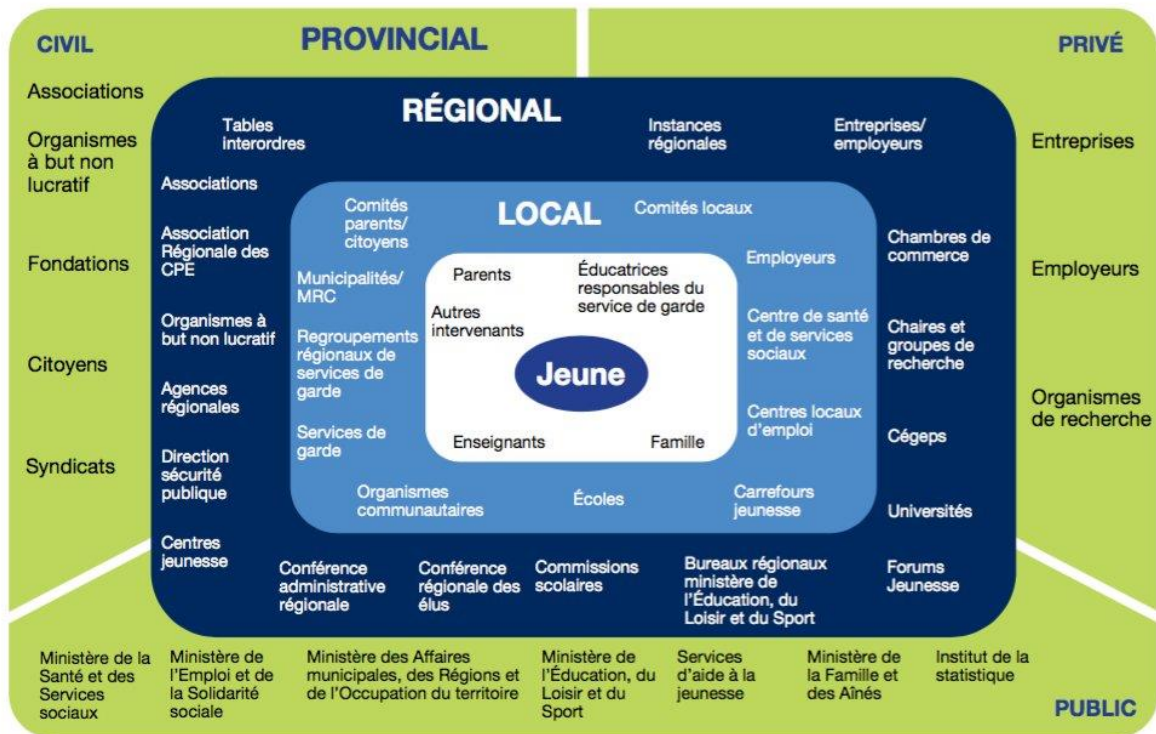 CIVIL
PROVINCIAL
PRIVÉ
Associations
Organismes
à but non
lucratif
Fondations
Citoyens
Syndicats
Entreprises
Employeurs
Organismes
de recherche
RÉGIONAL
Tables
interordres
Instances
régionales
Entreprises/
employeurs
Associations
Association
Régionale des
CPE
Organismes à
but non lucratif
Agences
régionales
Direction
sécurité
publique
Centres
jeunesse
Chambres de
commerce
Chaires et
groupes de
recherche
Cégeps
Universités
Forums
Jeunesse
Conférence
administrative
régionale
Conférence
régionale des
élus
Commissions
scolaires
Bureaux régionaux
ministère de
l'Éducation, du
Loisir et du Sport
LOCAL
Comités
parents/
citoyens
Comités locaux
Municipalités/
MRC
Regroupements
régionaux de
services de
garde
Services de
garde
Employeurs
Centre de santé
et de services
sociaux
Centres locaux
d'emploi
Organismes
communautaires
Écoles
Carrefours
jeunesse
Parents
Éducatrices
responsables du
service de garde
Autres
intervenants
Jeune
Enseignants
Famille
Ministère de la
Santé et des
Services
sociaux
Ministère de
l'Emploi et de
la Solidarité
sociale
Ministère des Affaires
municipales, des Régions et
de l'Occupation du territoire
Ministère de
l'Éducation, du
Loisir et du
Sport
Services
d'aide à la
jeunesse
Ministère de
la Famille et
des Aînés
Institut de la
statistique
PUBLIC